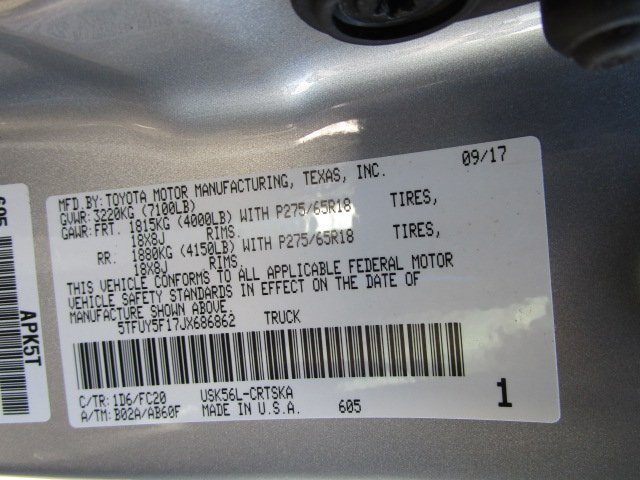 MFD.BY:TOYOTA MOTOR MANUFACTURING, TEXAS, INC. 09/17
GVWR:3220KG (7100LB)
GAWR:FRT. 1815KG (4000LB) WITH P275/65R18 TIRES,
18X8J RIMS
RR. 1880KG (4150LB) WITH P275/65R18 TIRES,
18X8J RIMS.
THIS VEHICLE CONFORMS TO ALL APPLICABLE FEDERAL MOTOR
VEHICLE SAFETY STANDARDS IN EFFECT ON THE DATE OF
MANUFACTURE SHOWN ABOVE.
5TFUY5F17JX686862 TRUCK
C/TR:1D6/FC20 USK56L-CRTSKA
A/TM:B02A/AB60F MADE IN U.S.A. 605
1
605
APK5T